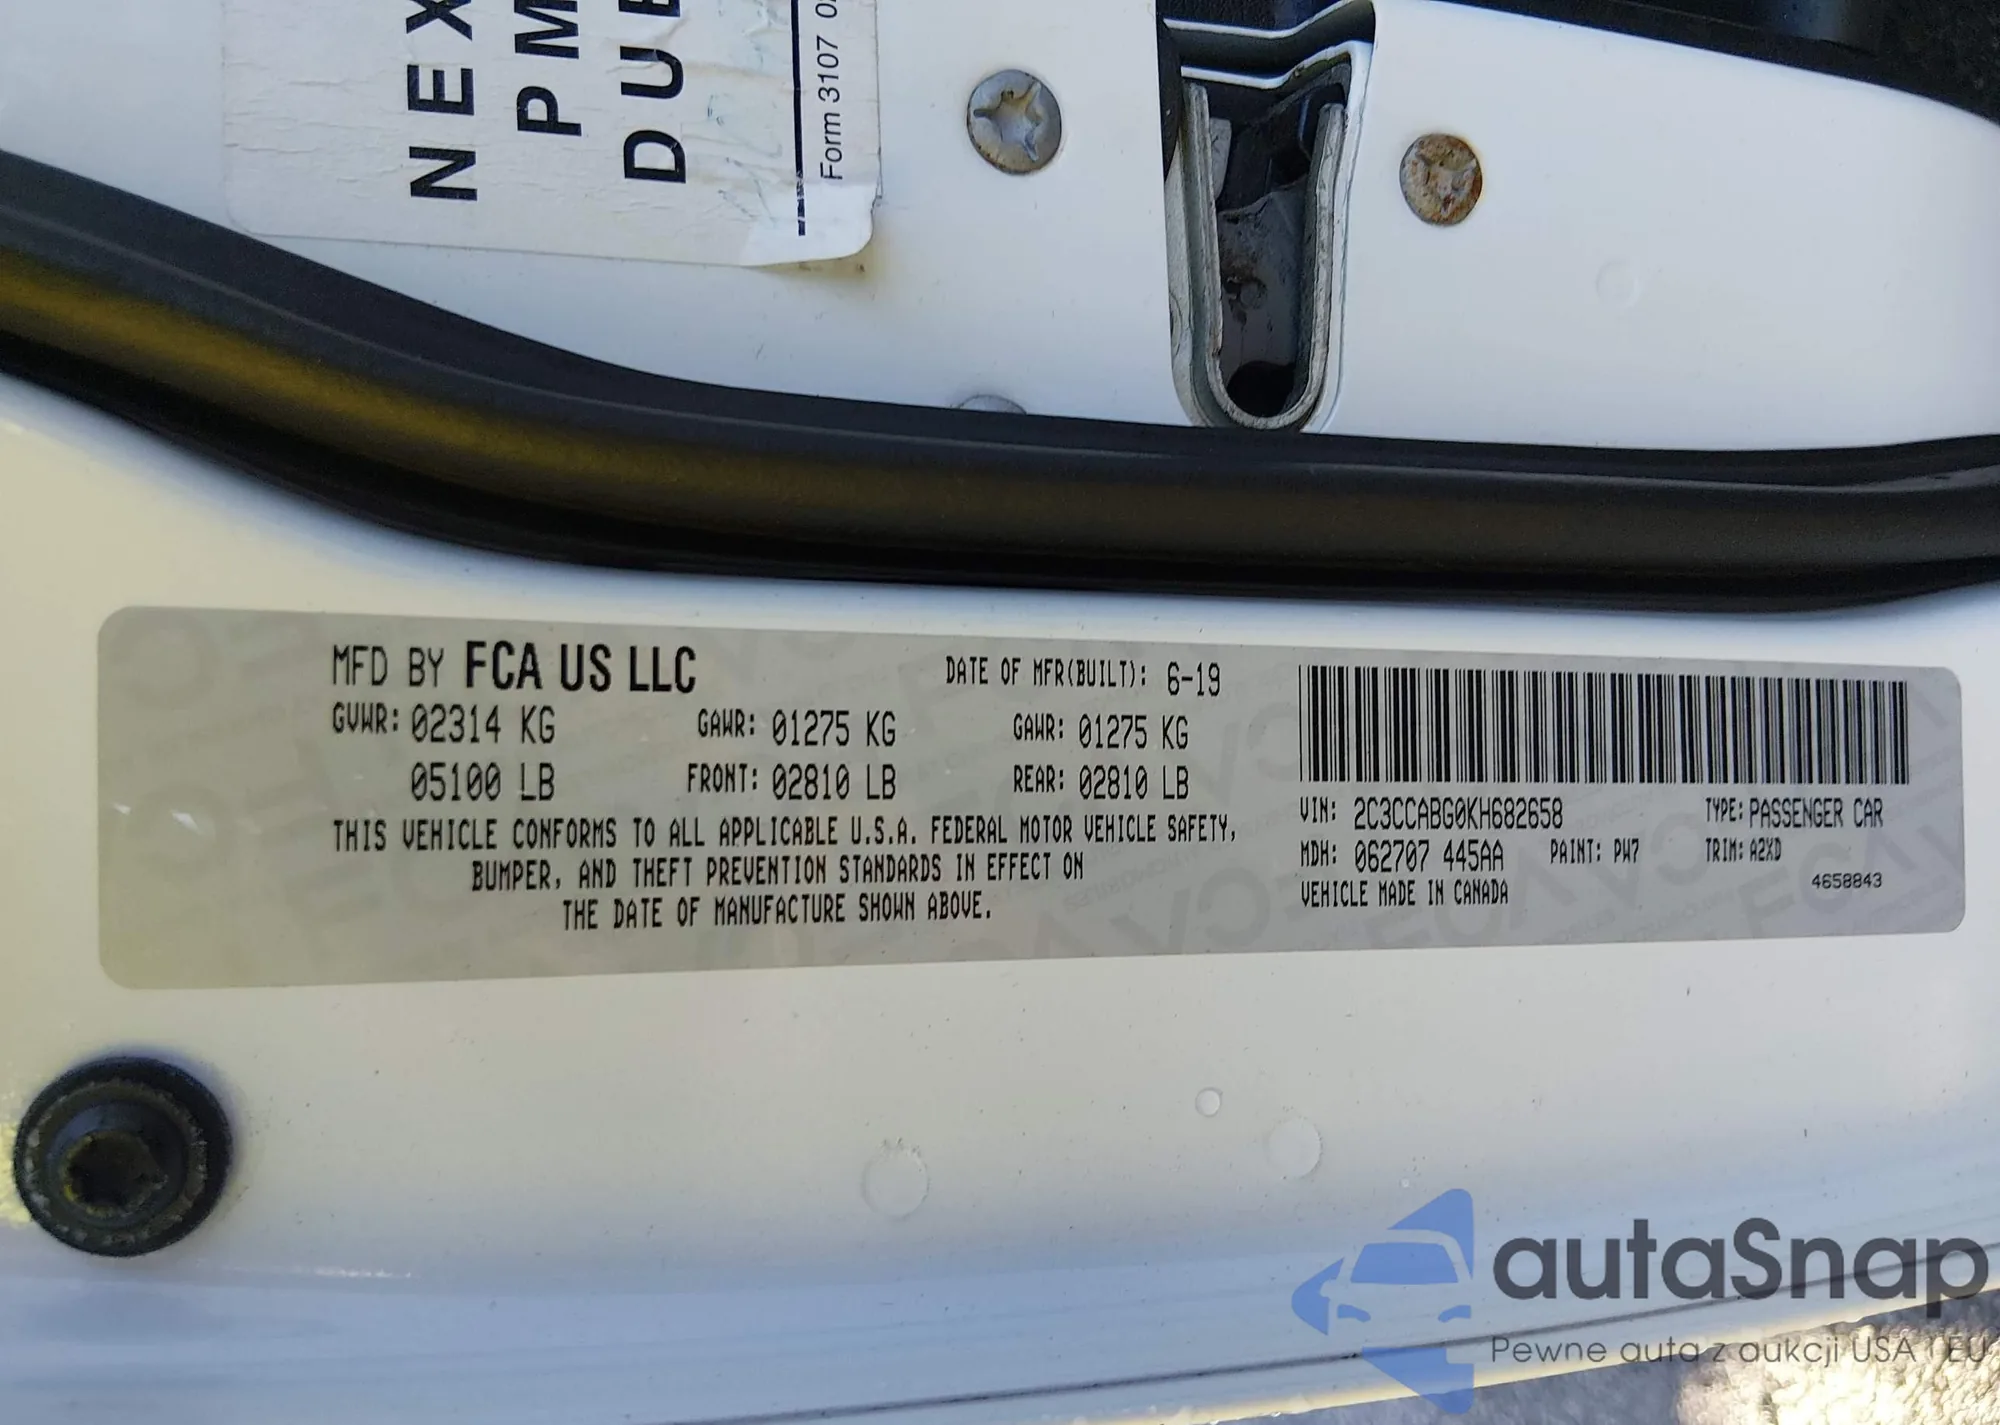 NEX
PM
DUE
Form 3107
MFD BY FCA US LLC
DATE OF MFR(BUILT): 6-19
GVWR: 02314 KG GAWR: 01275 KG GAWR: 01275 KG
05100 LB FRONT: 02810 LB REAR: 02810 LB
THIS VEHICLE CONFORMS TO ALL APPLICABLE U.S.A. FEDERAL MOTOR VEHICLE SAFETY,
BUMPER, AND THEFT PREVENTION STANDARDS IN EFFECT ON
THE DATE OF MANUFACTURE SHOWN ABOVE.
VIN: 2C3CCABG0KH682658 TYPE: PASSENGER CAR
MDH: 062707 445AA PAINT: PW7 TRIM: A2XD
VEHICLE MADE IN CANADA 4658843
autaSnap
Pewne auta z aukcji USA i EU